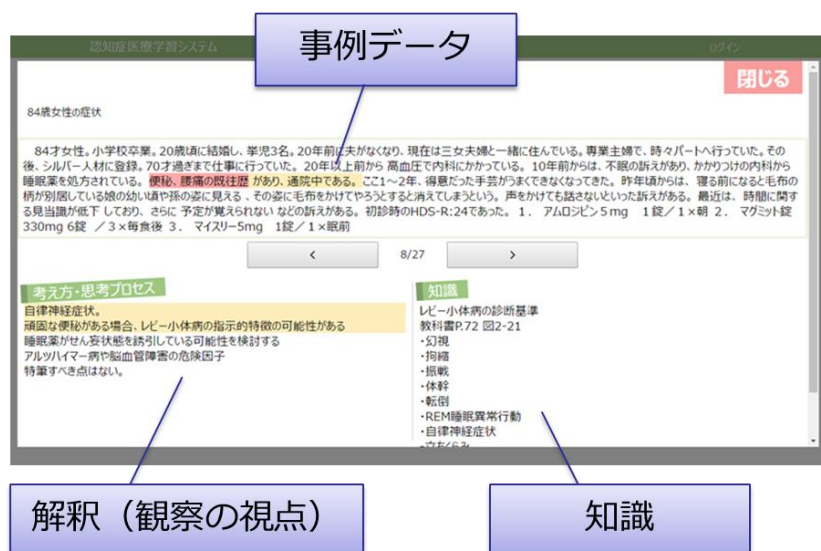 事例データ
認知症医療学習システム
ログイン
閉じる
84歳女性の症状
84才女性。小学校卒業。20歳頃に結婚し、挙児3名。20年前に夫がなくなり、現在は三女夫婦と一緒に住んでいる。専業主婦で、時々パートへ行っていた。その
後、シルバー人材に登録。70才過ぎまで仕事に行っていた。 20年以上前から 高血圧で内科にかかっている。 10年前からは、不眠の訴えがあり、かかりつけの内科から
睡眠薬を処方されている。 便秘、腰痛の既往歴 があり、通院中である。 ここ1～2年、得意だった手芸がうまくできなくなってきた。 昨年頃からは、 寝る前になると毛布の
柄が別居している娘の幼い頃や孫の姿に見える 、その姿に毛布をかけてやろうとすると消えてしまうという。 声をかけても話さないといった訴えがある。 最近は、 時間に関す
る見当識が低下 しており、さらに 予定が覚えられない などの訴えがある。初診時のHDS-R:24であった。 1． アムロジピン5mg 1錠／1×朝 2． マグミット錠
330mg 6錠 ／3×毎食後 3． マイスリー5mg 1錠／1×眠前
< 8/27 >
考え方・思考プロセス
自律神経症状。
頑固な便秘がある場合、レビー小体病の指示的特徴の可能性がある
睡眠薬がせん妄状態を誘引している可能性を検討する
アルツハイマー病や脳血管障害の危険因子
特筆すべき点はない。
知識
レビー小体病の診断基準
教科書P.72 図2-21
・幻視
・拘縮
・振戦
・体幹
・転倒
・REM睡眠異常行動
・自律神経症状
・立ちくらみ
解釈（観察の視点）
知識